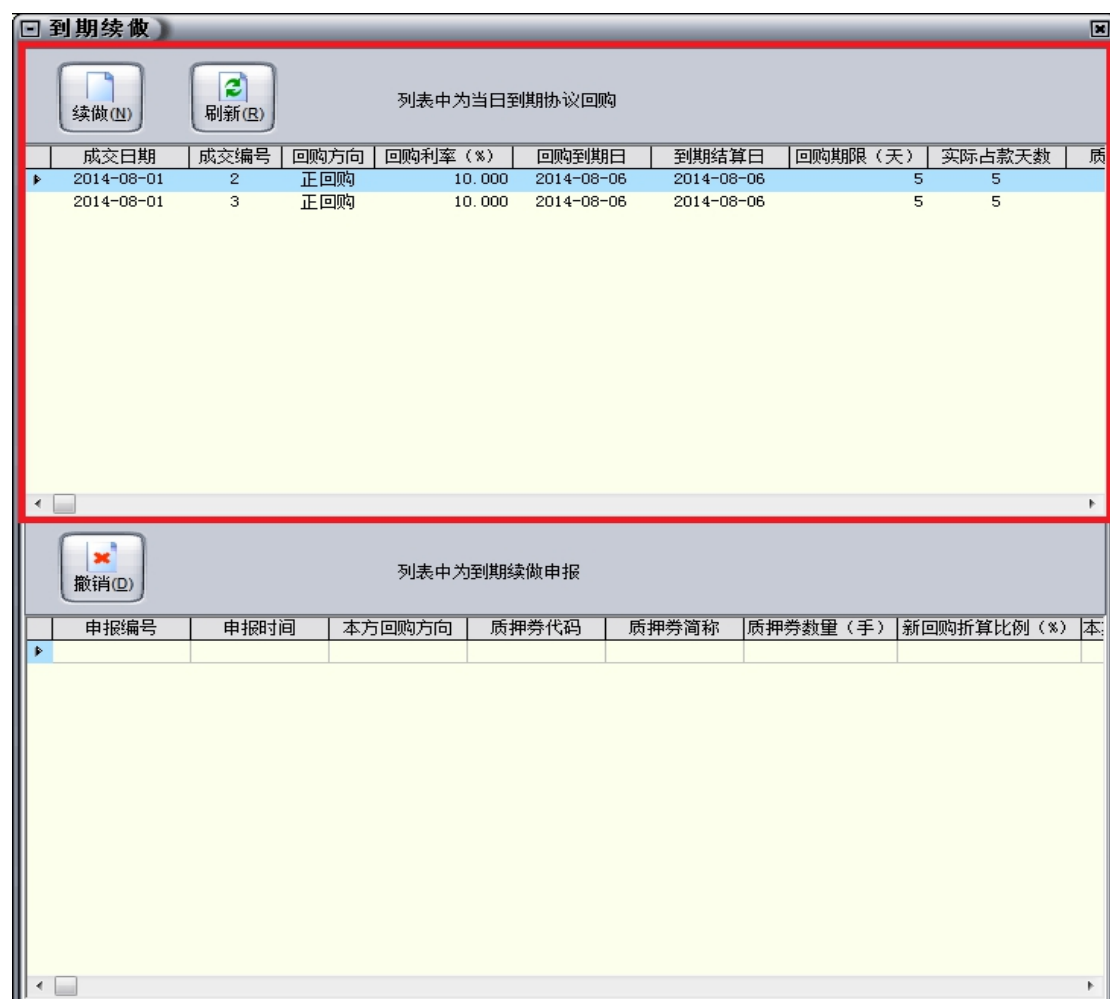 到期续做
续做(N) 刷新(R) 列表中为当日到期协议回购
成交日期 成交编号 回购方向 回购利率（%） 回购到期日 到期结算日 回购期限（天） 实际占款天数 质
2014-08-01 2 正回购 10.000 2014-08-06 2014-08-06 5 5
2014-08-01 3 正回购 10.000 2014-08-06 2014-08-06 5 5
撤销(D) 列表中为到期续做申报
申报编号 申报时间 本方回购方向 质押券代码 质押券简称 质押券数量（手） 新回购折算比例（%） 本